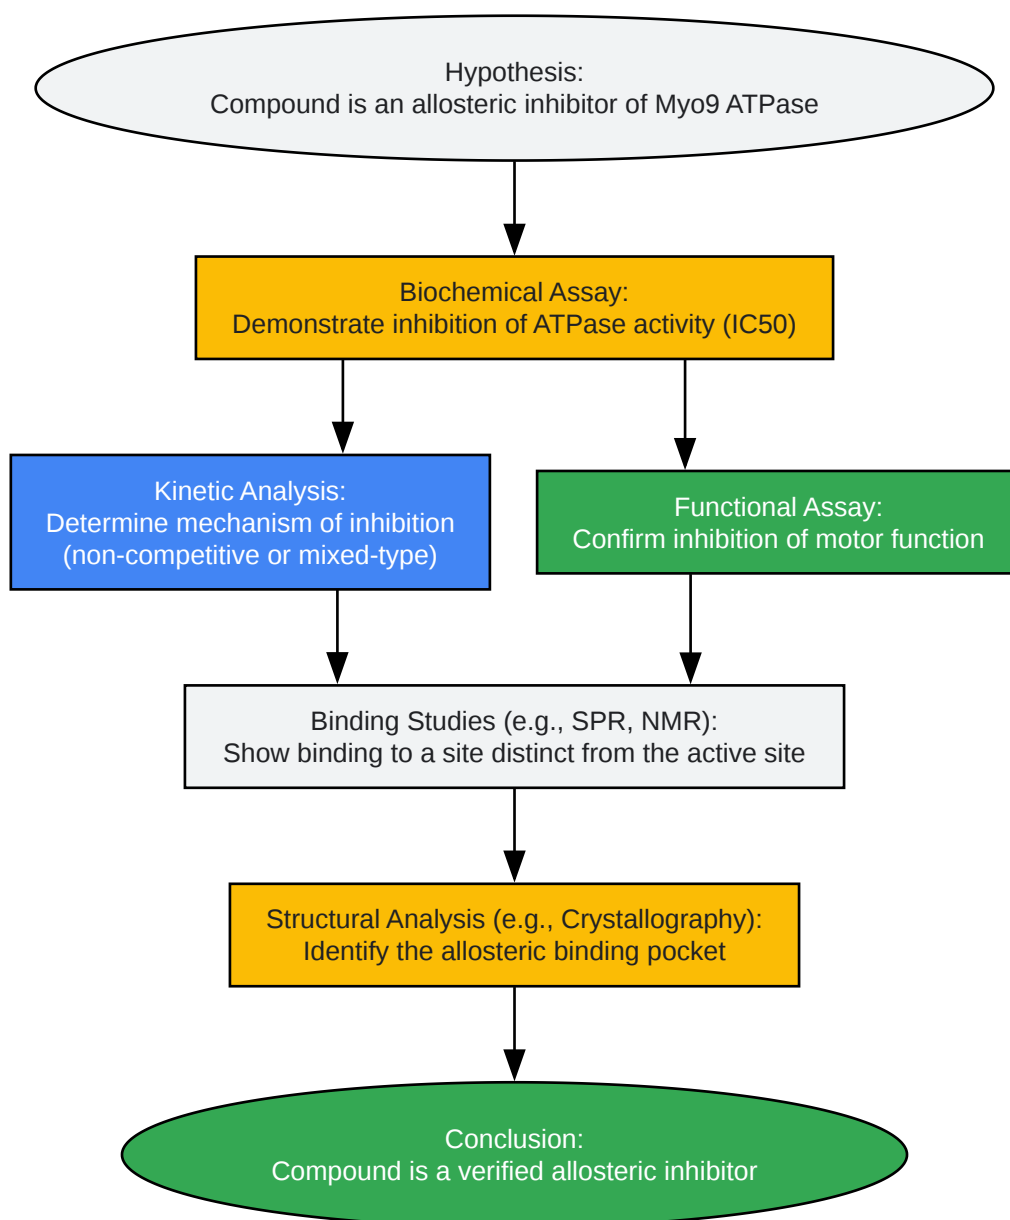 Hypothesis:
Compound is an allosteric inhibitor of Myo9 ATPase
Biochemical Assay:
Demonstrate inhibition of ATPase activity (IC50)
Kinetic Analysis:
Determine mechanism of inhibition
(non-competitive or mixed-type)
Functional Assay:
Confirm inhibition of motor function
Binding Studies (e.g., SPR, NMR):
Show binding to a site distinct from the active site
Structural Analysis (e.g., Crystallography):
Identify the allosteric binding pocket
Conclusion:
Compound is a verified allosteric inhibitor